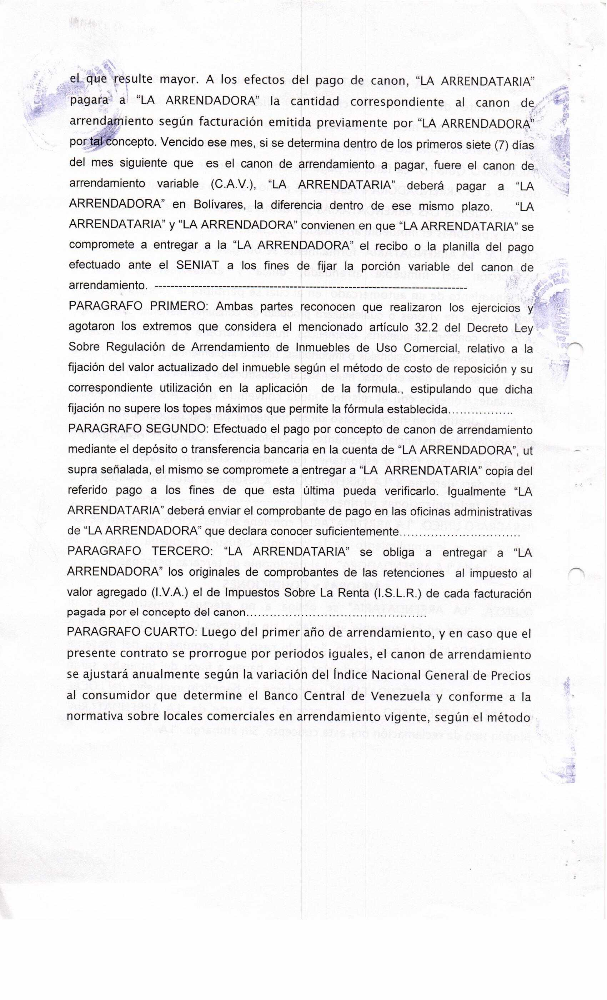 el que resulte mayor. A los efectos del pago de canon, “LA ARRENDATARIA”
pagara a “LA ARRENDADORA” la cantidad correspondiente al canon de
arrendamiento según facturación emitida previamente por “LA ARRENDADORA”
por tal concepto. Vencido ese mes, si se determina dentro de los primeros siete (7) días
del mes siguiente que es el canon de arrendamiento a pagar, fuere el canon de
arrendamiento variable (C.A.V.), “LA ARRENDATARIA” deberá pagar a “LA
ARRENDADORA” en Bolívares, la diferencia dentro de ese mismo plazo. “LA
ARRENDATARIA” y “LA ARRENDADORA” convienen en que “LA ARRENDATARIA” se
compromete a entregar a la “LA ARRENDADORA” el recibo o la planilla del pago
efectuado ante el SENIAT a los fines de fijar la porción variable del canon de
arrendamiento. -------------------------------------------------------------------------------
PARAGRAFO PRIMERO: Ambas partes reconocen que realizaron los ejercicios y
agotaron los extremos que considera el mencionado artículo 32.2 del Decreto Ley
Sobre Regulación de Arrendamiento de Inmuebles de Uso Comercial, relativo a la
fijación del valor actualizado del inmueble según el método de costo de reposición y su
correspondiente utilización en la aplicación de la formula., estipulando que dicha
fijación no supere los topes máximos que permite la fórmula establecida.................
PARAGRAFO SEGUNDO: Efectuado el pago por concepto de canon de arrendamiento
mediante el depósito o transferencia bancaria en la cuenta de “LA ARRENDADORA”, ut
supra señalada, el mismo se compromete a entregar a “LA ARRENDATARIA” copia del
referido pago a los fines de que esta última pueda verificarlo. Igualmente “LA
ARRENDATARIA” deberá enviar el comprobante de pago en las oficinas administrativas
de “LA ARRENDADORA” que declara conocer suficientemente...............................
PARAGRAFO TERCERO: “LA ARRENDATARIA” se obliga a entregar a “LA
ARRENDADORA” los originales de comprobantes de las retenciones al impuesto al
valor agregado (I.V.A.) el de Impuestos Sobre La Renta (I.S.L.R.) de cada facturación
pagada por el concepto del canon..............................................
PARAGRAFO CUARTO: Luego del primer año de arrendamiento, y en caso que el
presente contrato se prorrogue por periodos iguales, el canon de arrendamiento
se ajustará anualmente según la variación del Índice Nacional General de Precios
al consumidor que determine el Banco Central de Venezuela y conforme a la
normativa sobre locales comerciales en arrendamiento vigente, según el método